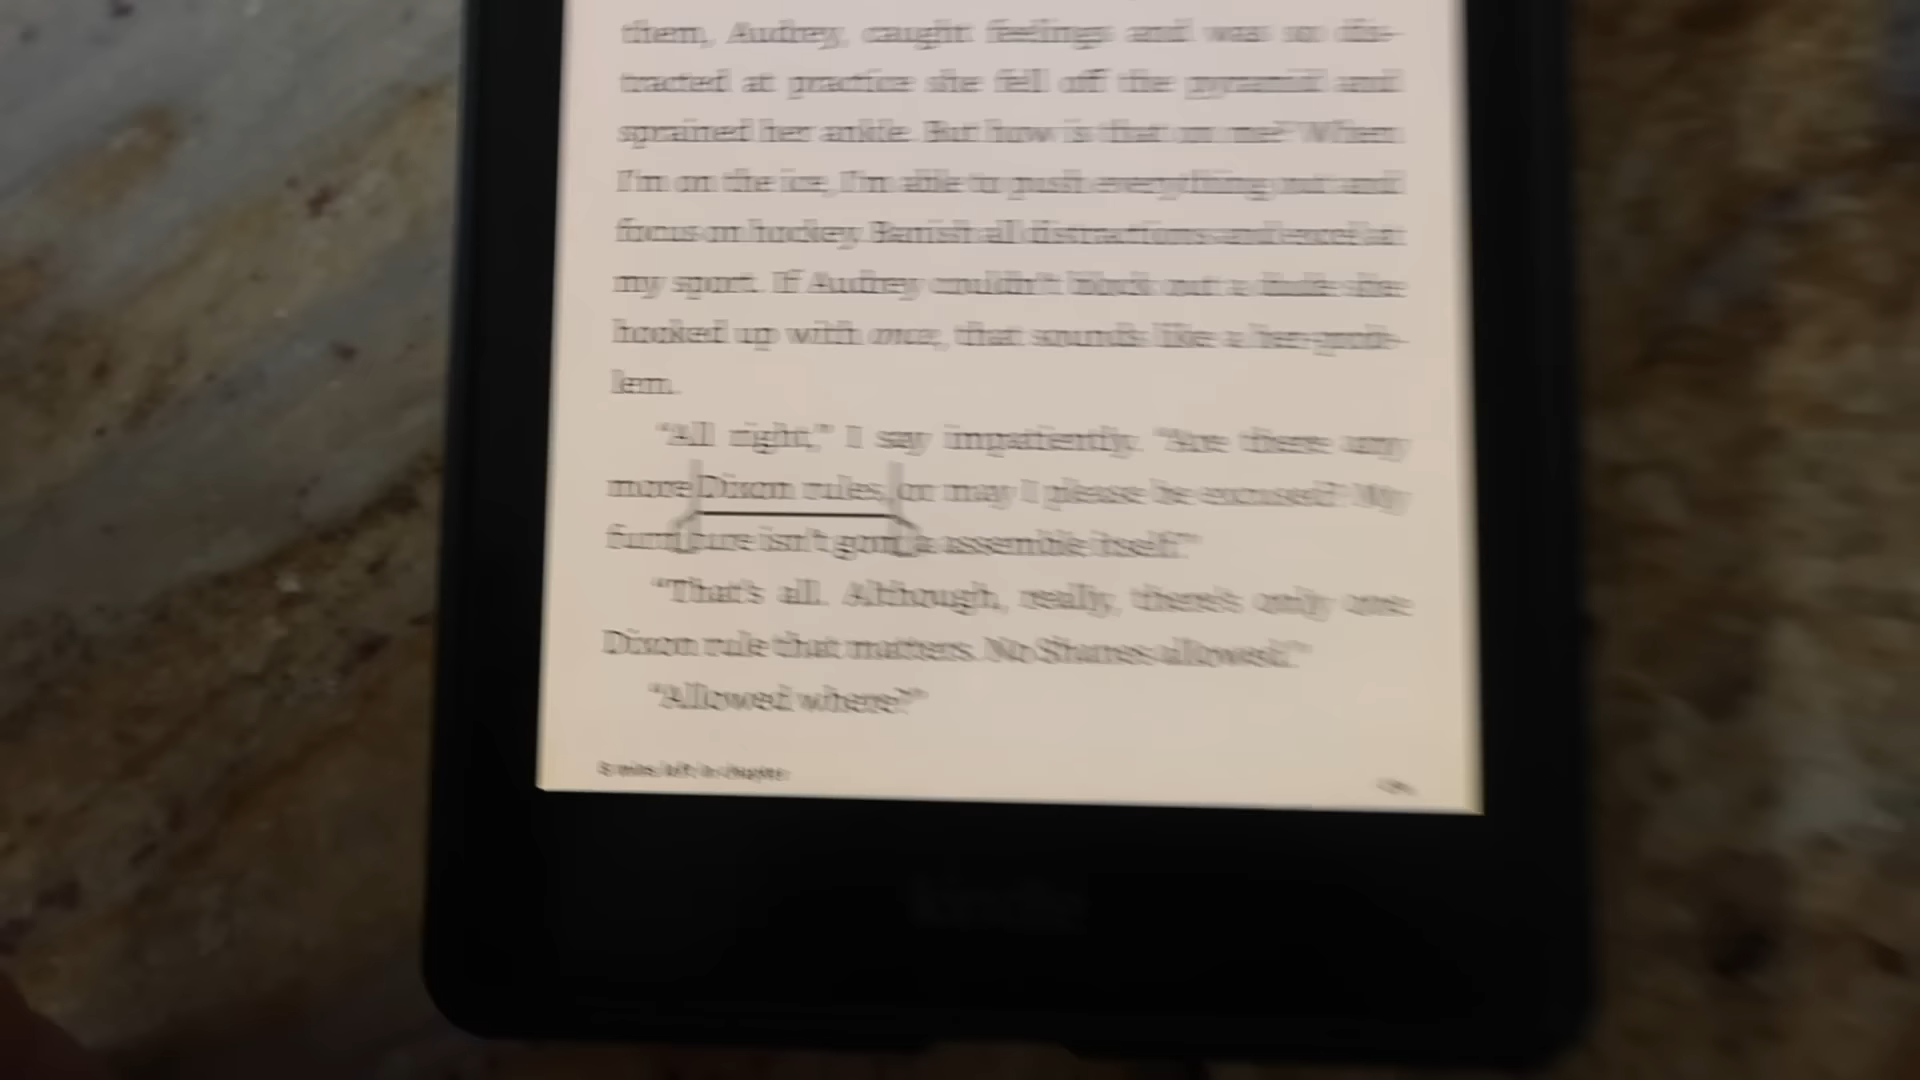 them, Audrey, caught feelings and was so dis-
tracted at practice she fell off the pyramid and
sprained her ankle. But how is that on me? When
I'm on the ice, I'm able to push everything out and
focus on hockey. Banish all distractions and excel at
my sport. If Audrey couldn't block out a dude she
hooked up with once, that sounds like a her-prob-
lem.
“All right,” I say impatiently. “Are there any
more Dixon rules, or may I please be excused? My
furniture isn't gonna assemble itself.”
“That's all. Although, really, there's only one
Dixon rule that matters. No Shanes allowed.”
“Allowed where?”
mins left in chapter